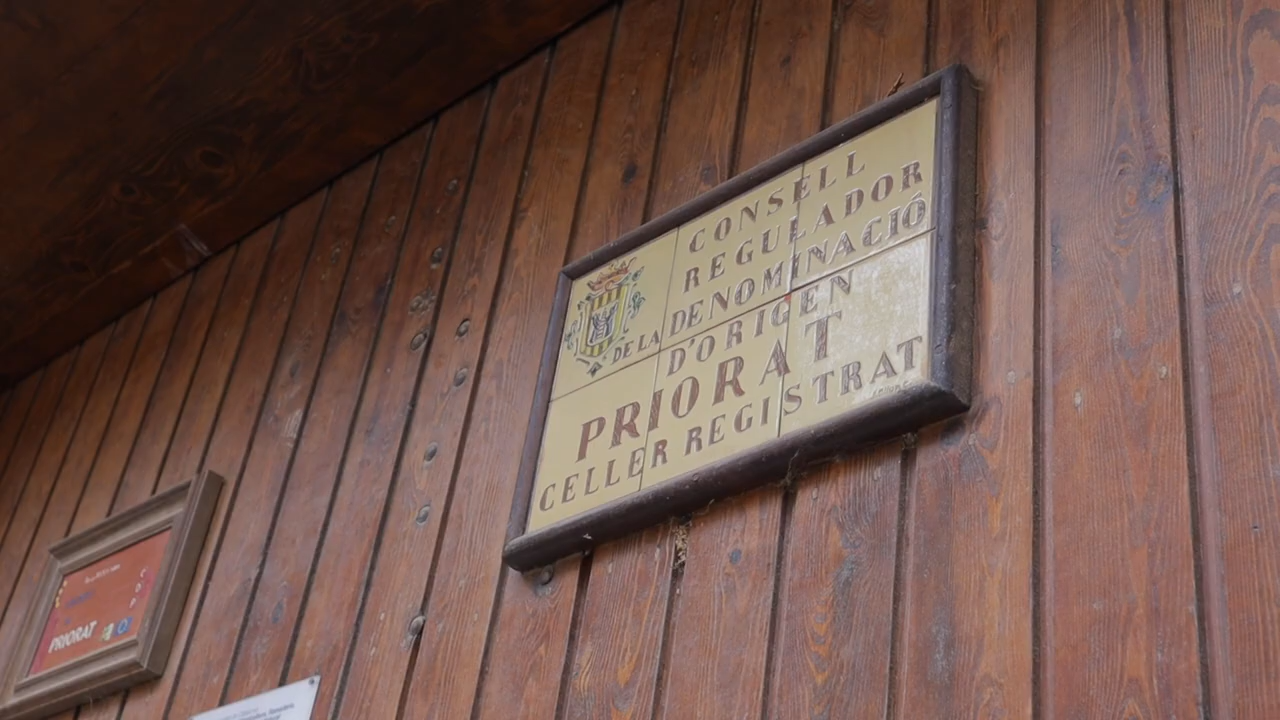 CONSELL
REGULADOR
DE LA DENOMINACIÓ
D'ORIGEN
PRIORAT
CELLER REGISTRAT
PRIORAT